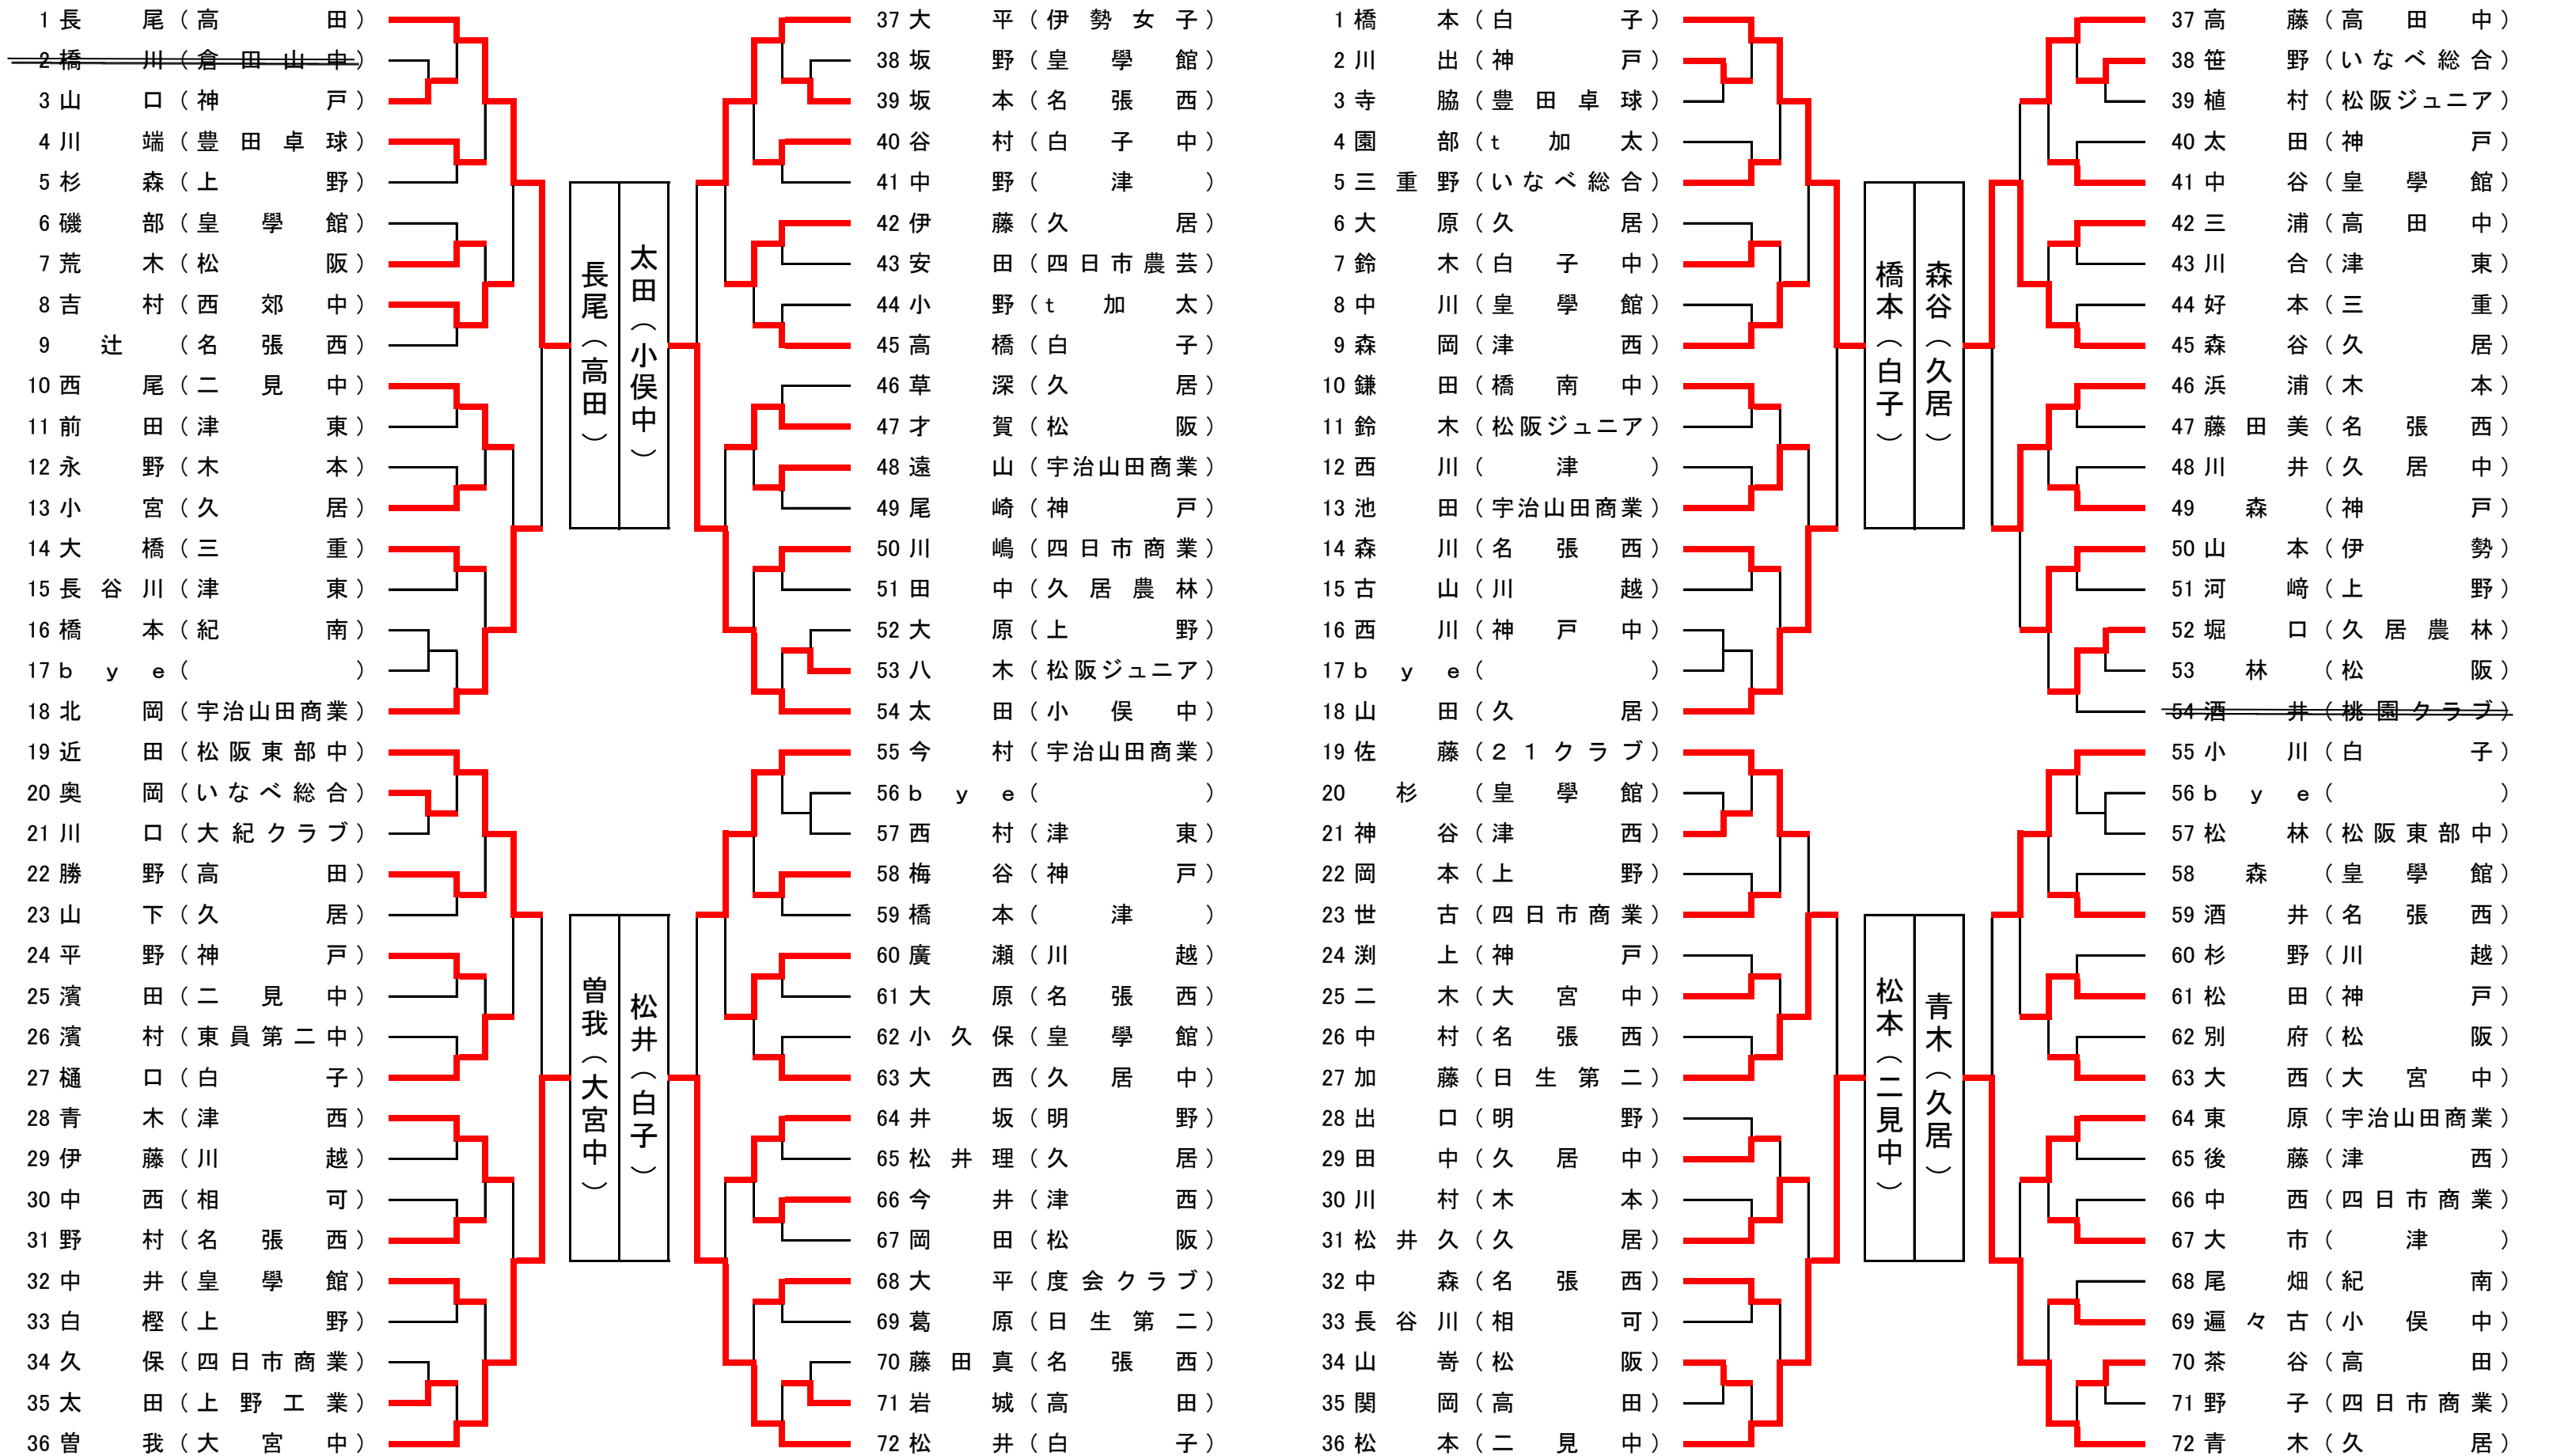 1 長尾(高田)
2 橋川(倉田山中)
3 山口(神戸)
4 川端(豊田卓球)
5 杉森(上野)
6 磯部(皇學館)
7 荒木(松阪)
8 吉村(西郊中)
9 辻(名張西)
10 西尾(二見中)
11 前田(津東)
12 永野(木本)
13 小宮(久居)
14 大橋(三重)
15 長谷川(津東)
16 橋本(紀南)
17 bye( )
18 北岡(宇治山田商業)
19 近田(松阪東部中)
20 奥岡(いなべ総合)
21 川口(大紀クラブ)
22 勝野(高田)
23 山下(久居)
24 平野(神戸)
25 濱田(二見中)
26 濱村(東員第二中)
27 樋口(白子)
28 青木(津西)
29 伊藤(川越)
30 中西(相可)
31 野村(名張西)
32 中井(皇學館)
33 白樫(上野)
34 久保(四日市商業)
35 太田(上野工業)
36 曽我(大宮中)
長尾(高田)
太田(小俣中)
曽我(大宮中)
松井(白子)
37 大平(伊勢女子)
38 坂野(皇學館)
39 坂本(名張西)
40 谷村(白子中)
41 中野(津)
42 伊藤(久居)
43 安田(四日市農芸)
44 小野(t加太)
45 高橋(白子)
46 草深(久居)
47 才賀(松阪)
48 遠山(宇治山田商業)
49 尾崎(神戸)
50 川嶋(四日市商業)
51 田中(久居農林)
52 大原(上野)
53 八木(松阪ジュニア)
54 太田(小俣中)
55 今村(宇治山田商業)
56 bye( )
57 西村(津東)
58 梅谷(神戸)
59 橋本(津)
60 廣瀬(川越)
61 大原(名張西)
62 小久保(皇學館)
63 大西(久居中)
64 井坂(明野)
65 松井理(久居)
66 今井(津西)
67 岡田(松阪)
68 大平(度会クラブ)
69 葛原(日生第二)
70 藤田真(名張西)
71 岩城(高田)
72 松井(白子)
1 橋本(白子)
2 川出(神戸)
3 寺脇(豊田卓球)
4 園部(t加太)
5 三重野(いなべ総合)
6 大原(久居)
7 鈴木(白子中)
8 中川(皇學館)
9 森岡(津西)
10 鎌田(橋南中)
11 鈴木(松阪ジュニア)
12 西川(津)
13 池田(宇治山田商業)
14 森川(名張西)
15 古山(川越)
16 西川(神戸中)
17 bye( )
18 山田(久居)
19 佐藤(21クラブ)
20 杉(皇學館)
21 神谷(津西)
22 岡本(上野)
23 世古(四日市商業)
24 渕上(神戸)
25 二木(大宮中)
26 中村(名張西)
27 加藤(日生第二)
28 出口(明野)
29 田中(久居中)
30 川村(木本)
31 松井久(久居)
32 中森(名張西)
33 長谷川(相可)
34 山嵜(松阪)
35 関岡(高田)
36 松本(二見中)
橋本(白子)
森谷(久居)
松本(二見中)
青木(久居)
37 高藤(高田中)
38 笹野(いなべ総合)
39 植村(松阪ジュニア)
40 太田(神戸)
41 中谷(皇學館)
42 三浦(高田中)
43 川合(津東)
44 好本(三重)
45 森谷(久居)
46 浜浦(木本)
47 藤田美(名張西)
48 川井(久居中)
49 森(神戸)
50 山本(伊勢)
51 河﨑(上野)
52 堀口(久居農林)
53 林(松阪)
54 酒井(桃園クラブ)
55 小川(白子)
56 bye( )
57 松林(松阪東部中)
58 森(皇學館)
59 酒井(名張西)
60 杉野(川越)
61 松田(神戸)
62 別府(松阪)
63 大西(大宮中)
64 東原(宇治山田商業)
65 後藤(津西)
66 中西(四日市商業)
67 大市(津)
68 尾畑(紀南)
69 遍々古(小俣中)
70 茶谷(高田)
71 野子(四日市商業)
72 青木(久居)